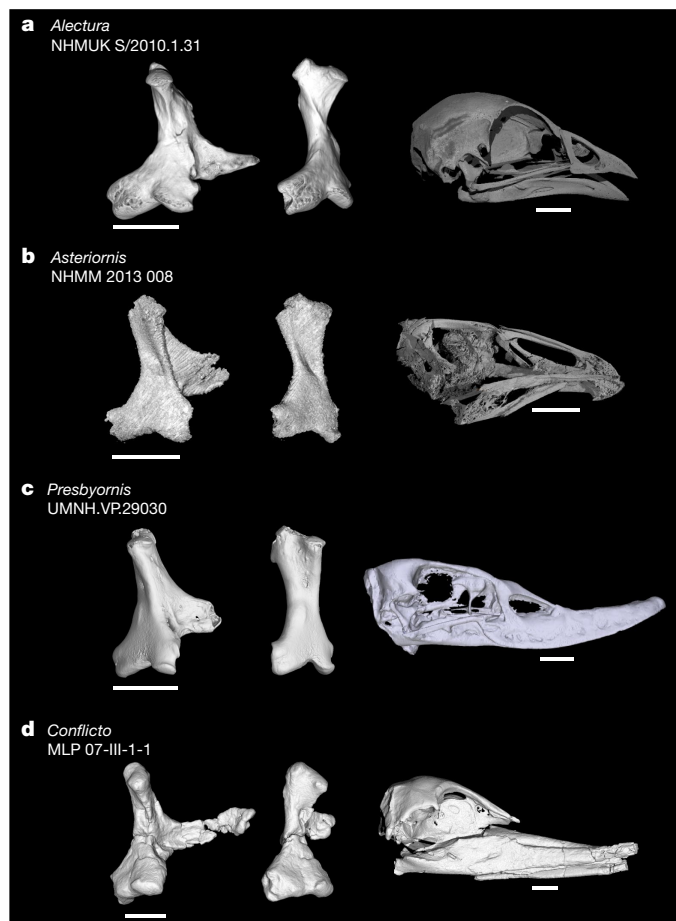 a Alectura
NHMUK S/2010.1.31
b Asteriornis
NHMM 2013 008
c Presbyornis
UMNH.VP.29030
d Conflicto
MLP 07-III-1-1